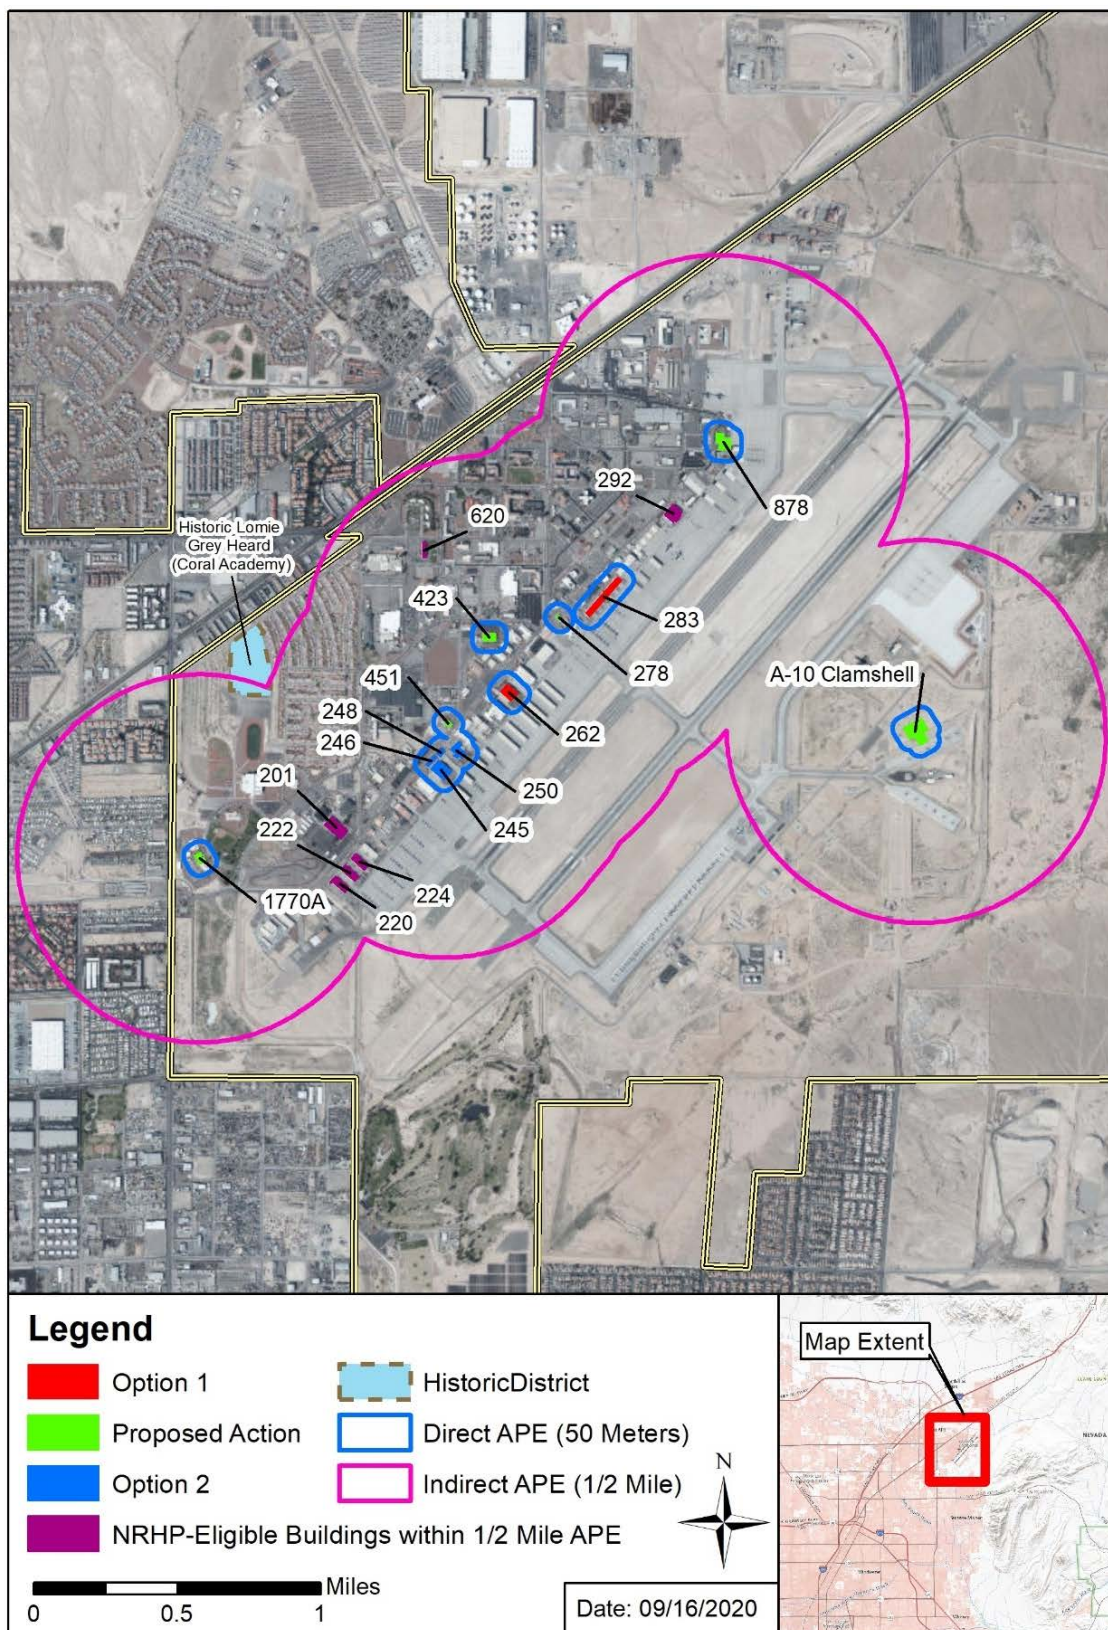 878
292
620
Historic Lomie
Grey Heard
(Coral Academy)
423
283
278
A-10 Clamshell
451
248
262
246
250
201
245
222
224
1770A
220
Legend
Option 1
HistoricDistrict
Proposed Action
Direct APE (50 Meters)
Option 2
Indirect APE (1/2 Mile)
NRHP-Eligible Buildings within 1/2 Mile APE
N
Miles
0
0.5
1
Date: 09/16/2020
Map Extent
NEVADA